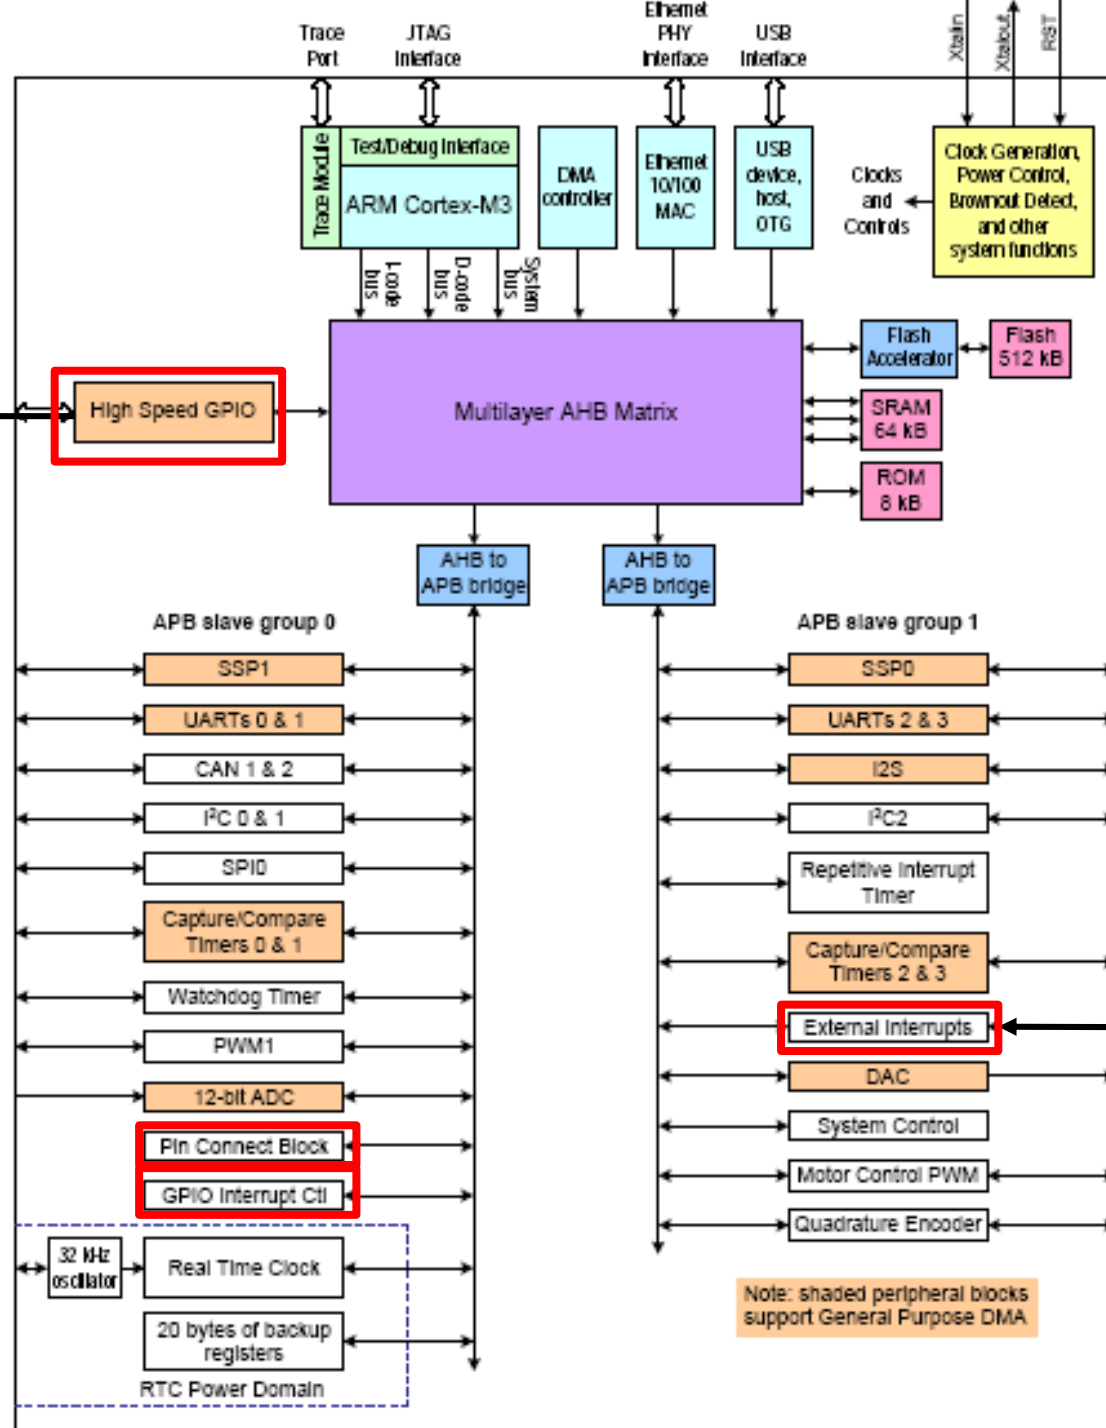 Trace
Port
JTAG
Interface
Ethernet
PHY
Interface
USB
Interface
Xtalin
Xtalout
RST
Trace Module
Test/Debug Interface
ARM Cortex-M3
DMA
controller
Ethernet
10/100
MAC
USB
device,
host,
OTG
Clocks
and
Controls
Clock Generation,
Power Control,
Brownout Detect,
and other
system functions
I-code
bus
D-code
bus
System
bus
High Speed GPIO
Multilayer AHB Matrix
Flash
Accelerator
Flash
512 kB
SRAM
64 kB
ROM
8 kB
AHB to
APB bridge
AHB to
APB bridge
APB slave group 0
SSP1
UARTs 0 & 1
CAN 1 & 2
I²C 0 & 1
SPI0
Capture/Compare
Timers 0 & 1
Watchdog Timer
PWM1
12-bit ADC
Pin Connect Block
GPIO Interrupt Ctl
32 kHz
oscillator
Real Time Clock
20 bytes of backup
registers
RTC Power Domain
APB slave group 1
SSP0
UARTs 2 & 3
I2S
I²C2
Repetitive Interrupt
Timer
Capture/Compare
Timers 2 & 3
External Interrupts
DAC
System Control
Motor Control PWM
Quadrature Encoder
Note: shaded peripheral blocks
support General Purpose DMA